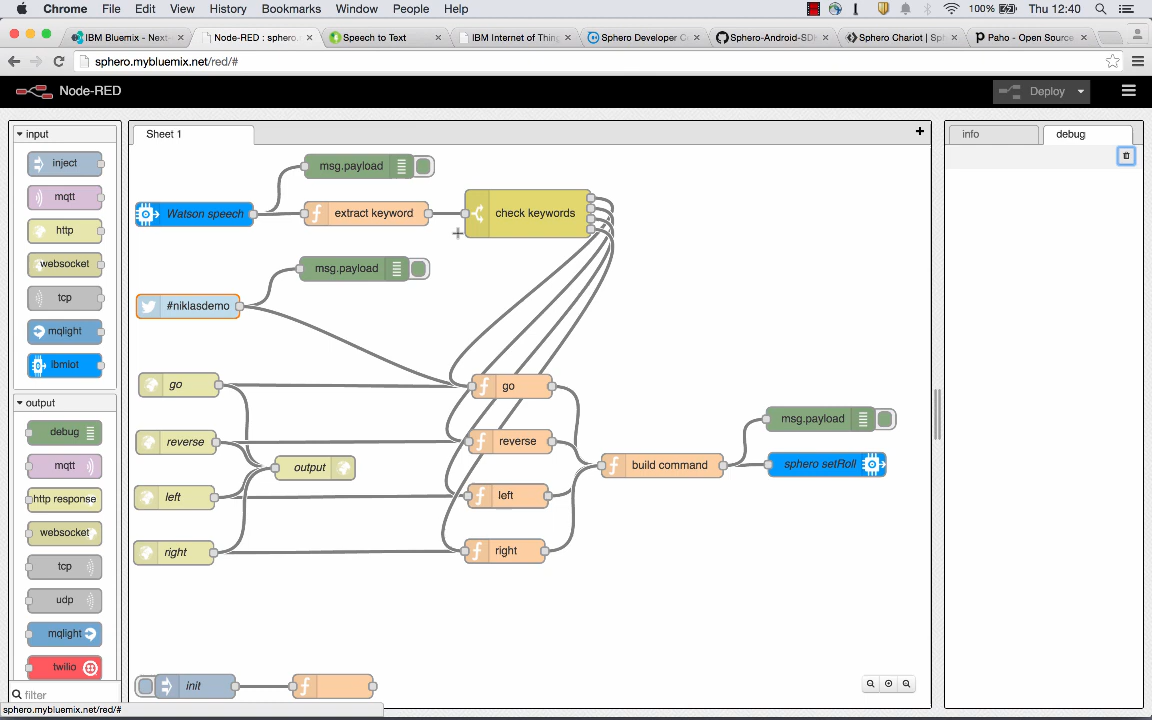 Chrome File Edit View History Bookmarks Window People Help 100% Thu 12:40
IBM Bluemix - Next- Node-RED : sphero. Speech to Text IBM Internet of Thin Sphero Developer C Sphero-Android-SD Sphero Chariot | Sp Paho - Open Source
sphero.mybluemix.net/red/#
Node-RED Deploy
input
inject
mqtt
http
websocket
tcp
mqlight
ibmiot
output
debug
mqtt
http response
websocket
tcp
udp
mqlight
twilio
filter
Sheet 1
msg.payload
Watson speech extract keyword check keywords
msg.payload
#niklasdemo
go go
msg.payload
reverse reverse
output build command sphero setRoll
left left
right right
init
info debug
sphero.mybluemix.net/red/#